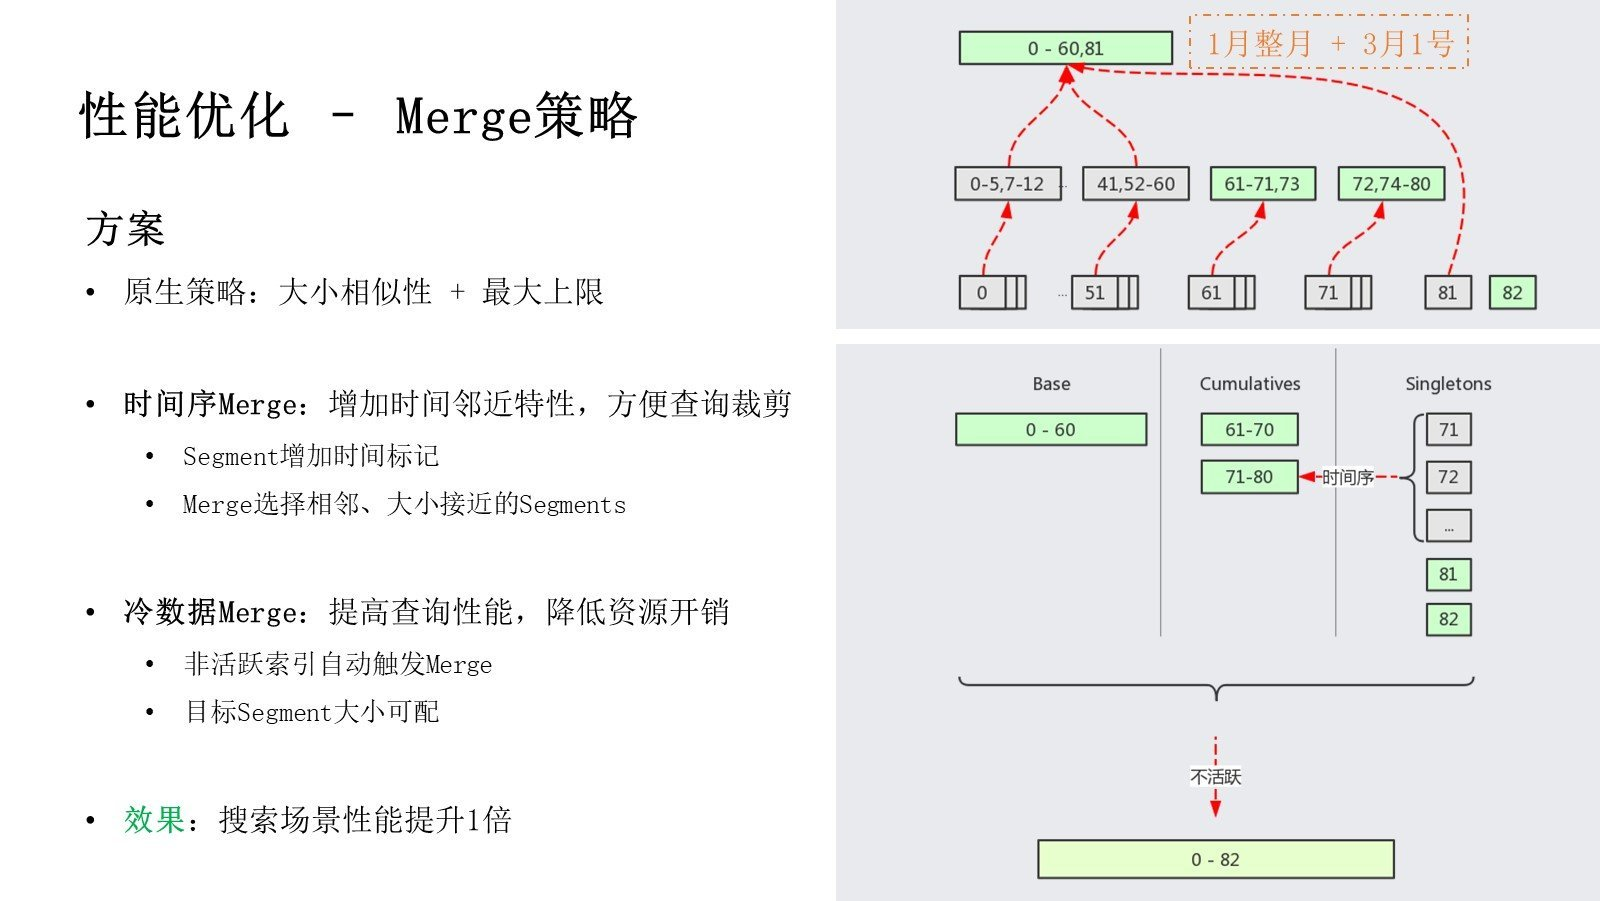 性能优化 - Merge策略
方案
• 原生策略：大小相似性 + 最大上限
• 时间序Merge：增加时间邻近特性，方便查询裁剪
• Segment增加时间标记
• Merge选择相邻、大小接近的Segments
• 冷数据Merge：提高查询性能，降低资源开销
• 非活跃索引自动触发Merge
• 目标Segment大小可配
• 效果：搜索场景性能提升1倍
0 - 60,81
1月整月 + 3月1号
0-5,7-12 ... 41,52-60 61-71,73 72,74-80
0 ... 51 61 71 81 82
Base Cumulatives Singletons
0 - 60 61-70 71
71-80 时间序 72
...
81
82
不活跃
0 - 82